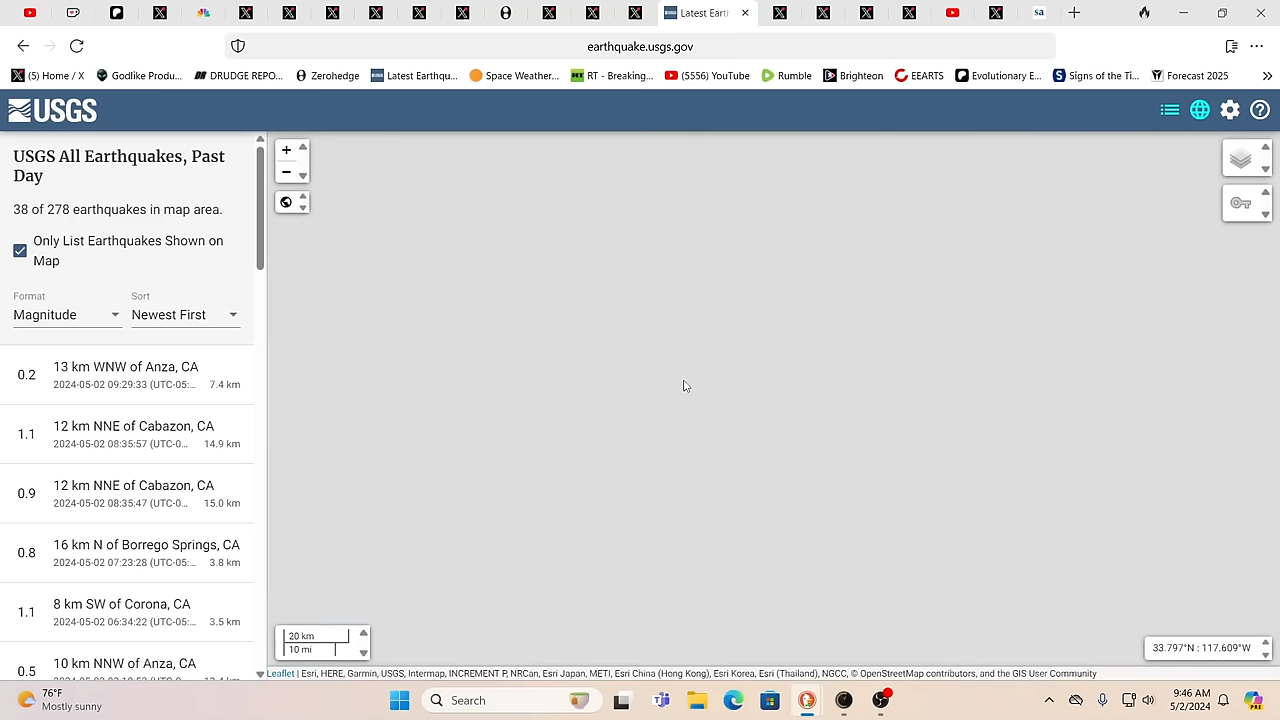 Latest Eart
sa
earthquake.usgs.gov
(5) Home / X
Godlike Produ...
DRUDGE REPO...
Zerohedge
Latest Earthqu...
Space Weather...
RT - Breaking...
(5556) YouTube
Rumble
Brighteon
EEARTS
Evolutionary E...
Signs of the Ti...
Forecast 2025
USGS
USGS All Earthquakes, Past
Day
38 of 278 earthquakes in map area.
Only List Earthquakes Shown on
Map
Format
Sort
Magnitude
Newest First
0.2
13 km WNW of Anza, CA
2024-05-02 09:29:33 (UTC-05:...
7.4 km
1.1
12 km NNE of Cabazon, CA
2024-05-02 08:35:57 (UTC-0...
14.9 km
0.9
12 km NNE of Cabazon, CA
2024-05-02 08:35:47 (UTC-0...
15.0 km
0.8
16 km N of Borrego Springs, CA
2024-05-02 07:23:28 (UTC-05:...
3.8 km
1.1
8 km SW of Corona, CA
2024-05-02 06:34:22 (UTC-05:...
3.5 km
0.5
10 km NNW of Anza, CA
20 km
10 mi
33.797°N : 117.609°W
Leaflet | Esri, HERE, Garmin, USGS, Intermap, INCREMENT P, NRCan, Esri Japan, METI, Esri China (Hong Kong), Esri Korea, Esri (Thailand), NGCC, © OpenStreetMap contributors, and the GIS User Community
76°F
Mostly sunny
Search
9:46 AM
5/2/2024